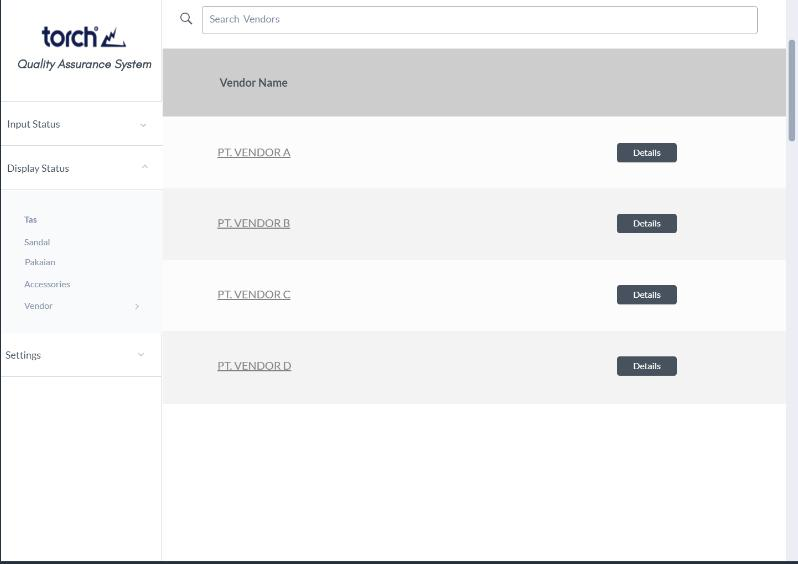 torch
Quality Assurance System
Input Status
Display Status
Tas
Sandal
Pakaian
Accessories
Vendor
Settings
Search Vendors
Vendor Name
PT. VENDOR A
Details
PT. VENDOR B
Details
PT. VENDOR C
Details
PT. VENDOR D
Details